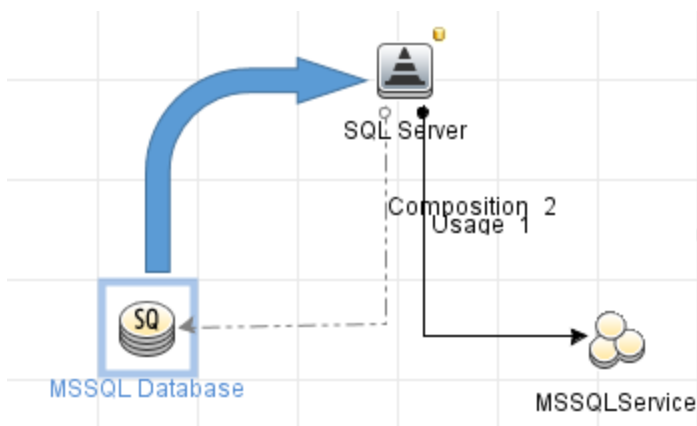 SQL Server
Composition 2
Usage 1
SQ
MSSQL Database
MSSQLService